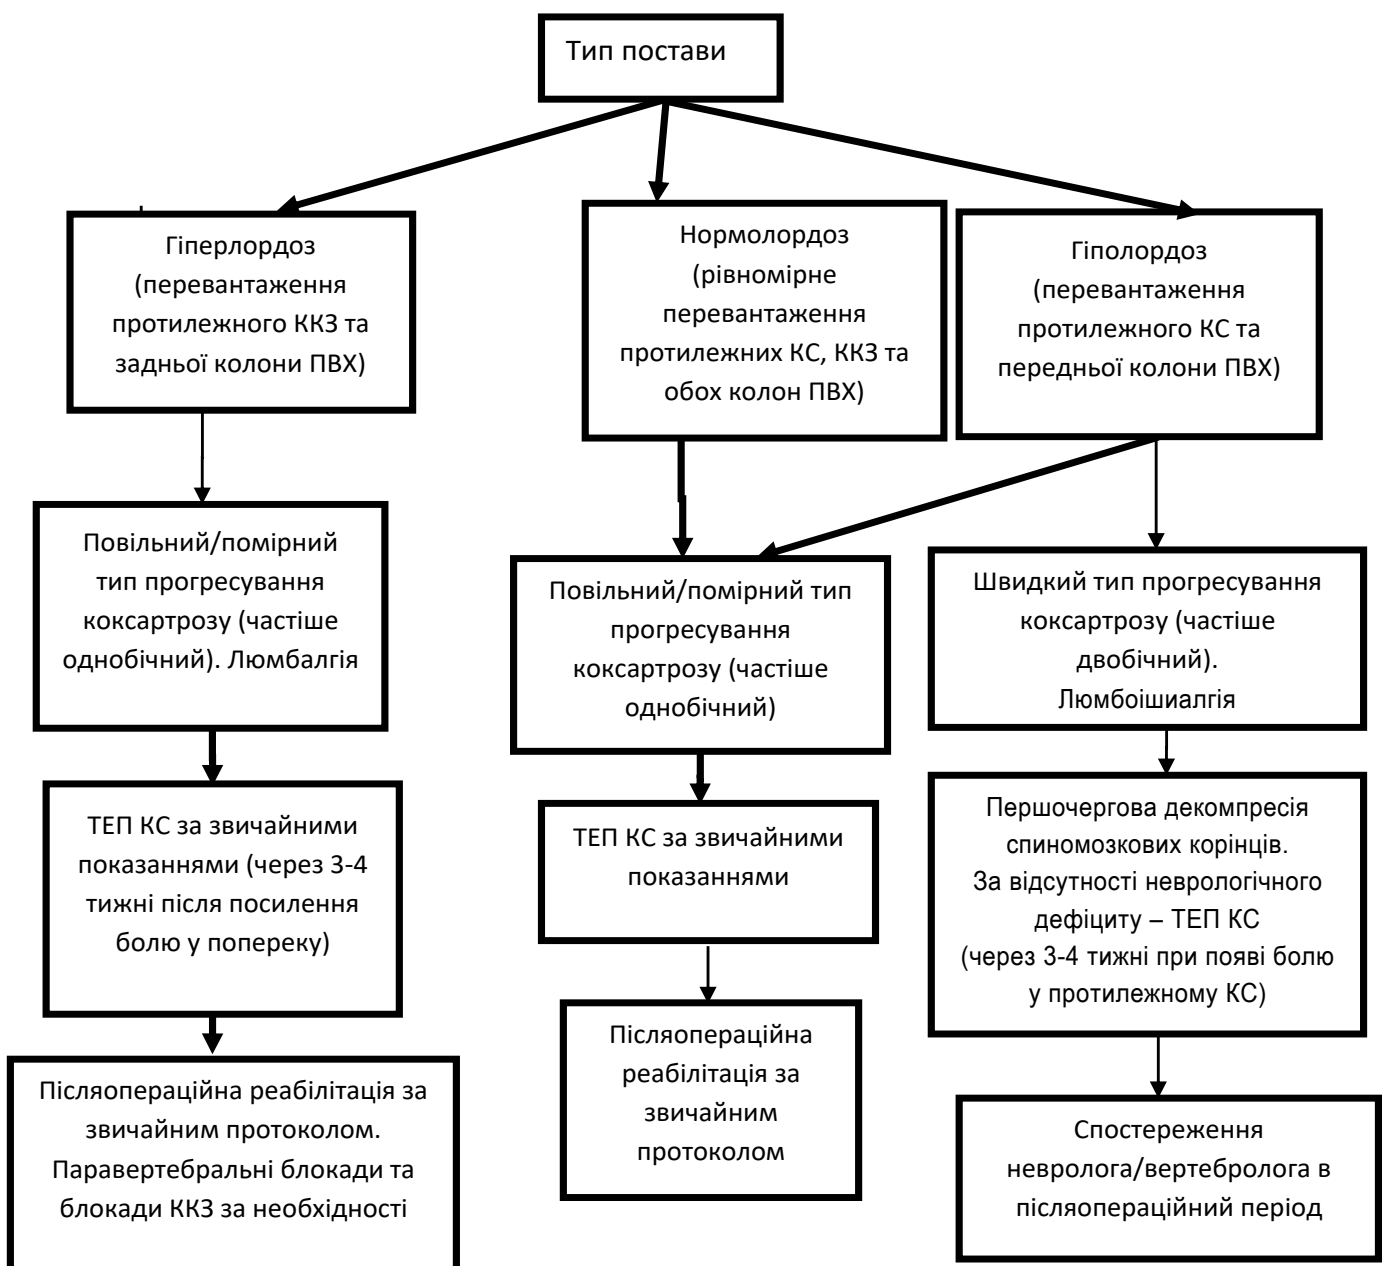 Тип постави
Гіперлордоз
(перевантаження
протилежного ККЗ та
задньої колони ПВХ)
Нормолордоз
(рівномірне
перевантаження
протилежних КС, ККЗ та
обох колон ПВХ)
Гіполордоз
(перевантаження
протилежного КС та
передньої колони ПВХ)
Повільний/помірний
тип прогресування
коксартрозу (частіше
однобічний). Люмбалгія
Повільний/помірний тип
прогресування
коксартрозу (частіше
однобічний)
Швидкий тип прогресування
коксартрозу (частіше
двобічний).
Люмбоішиалгія
ТЕП КС за звичайними
показаннями (через 3-4
тижні після посилення
болю у попереку)
ТЕП КС за звичайними
показаннями
Першочергова декомпресія
спиномозкових корінців.
За відсутності неврологічного
дефіциту – ТЕП КС
(через 3-4 тижні при появі болю
у протилежному КС)
Післяопераційна реабілітація за
звичайним протоколом.
Паравертебральні блокади та
блокади ККЗ за необхідності
Післяопераційна
реабілітація за
звичайним
протоколом
Спостереження
невролога/вертебролога в
післяопераційний період